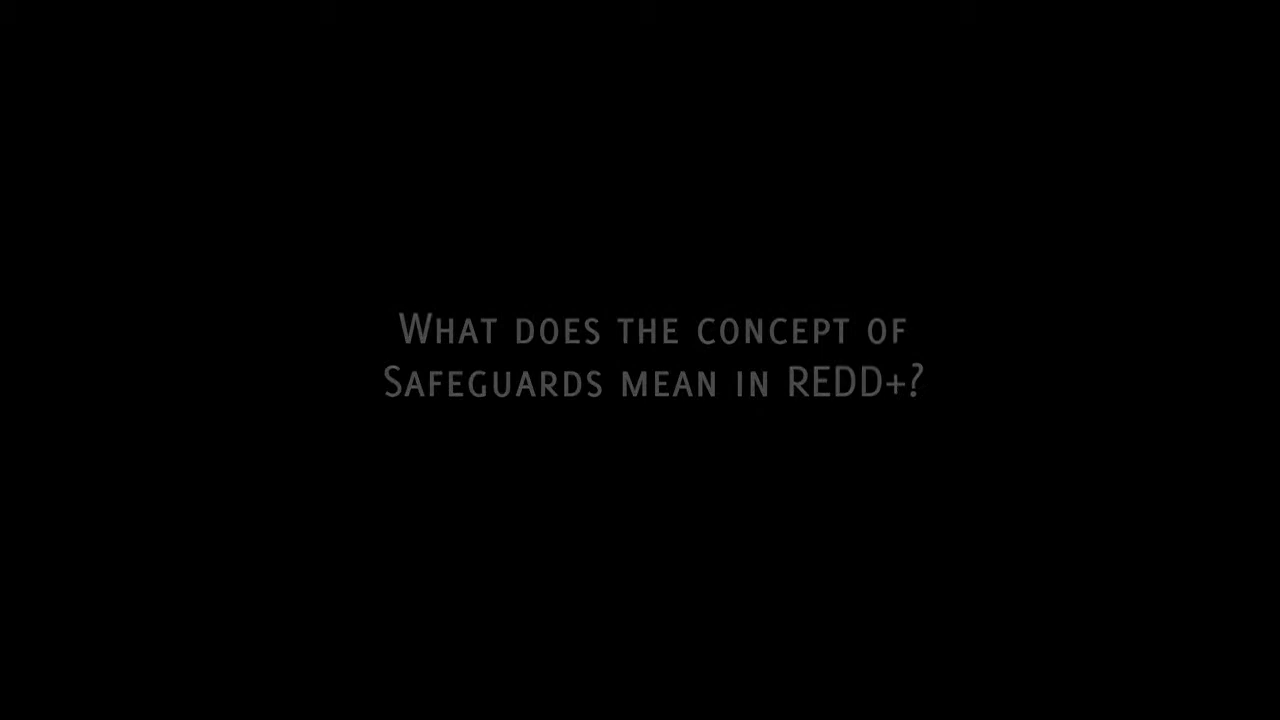 What does the concept of
Safeguards mean in REDD+?